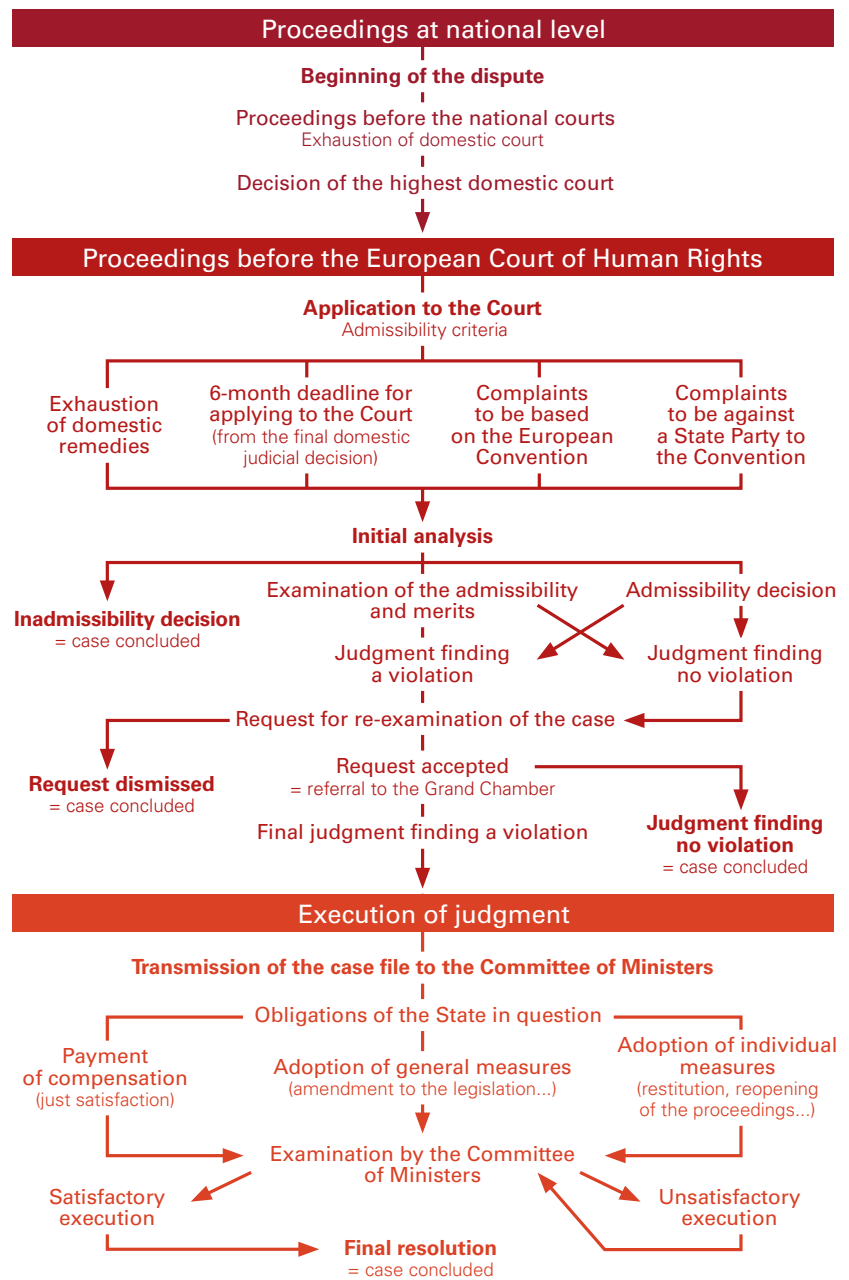 Proceedings at national level
Beginning of the dispute
Proceedings before the national courts
Exhaustion of domestic court
Decision of the highest domestic court
Proceedings before the European Court of Human Rights
Application to the Court
Admissibility criteria
Exhaustion
of domestic
remedies
6-month deadline for
applying to the Court
(from the final domestic
judicial decision)
Complaints
to be based
on the European
Convention
Complaints
to be against
a State Party to
the Convention
Initial analysis
Inadmissibility decision
= case concluded
Examination of the admissibility
and merits
Admissibility decision
Judgment finding
a violation
Judgment finding
no violation
Request for re-examination of the case
Request dismissed
= case concluded
Request accepted
= referral to the Grand Chamber
Final judgment finding a violation
Judgment finding
no violation
= case concluded
Execution of judgment
Transmission of the case file to the Committee of Ministers
Obligations of the State in question
Payment
of compensation
(just satisfaction)
Adoption of general measures
(amendment to the legislation...)
Adoption of individual
measures
(restitution, reopening
of the proceedings...)
Examination by the Committee
of Ministers
Satisfactory
execution
Unsatisfactory
execution
Final resolution
= case concluded